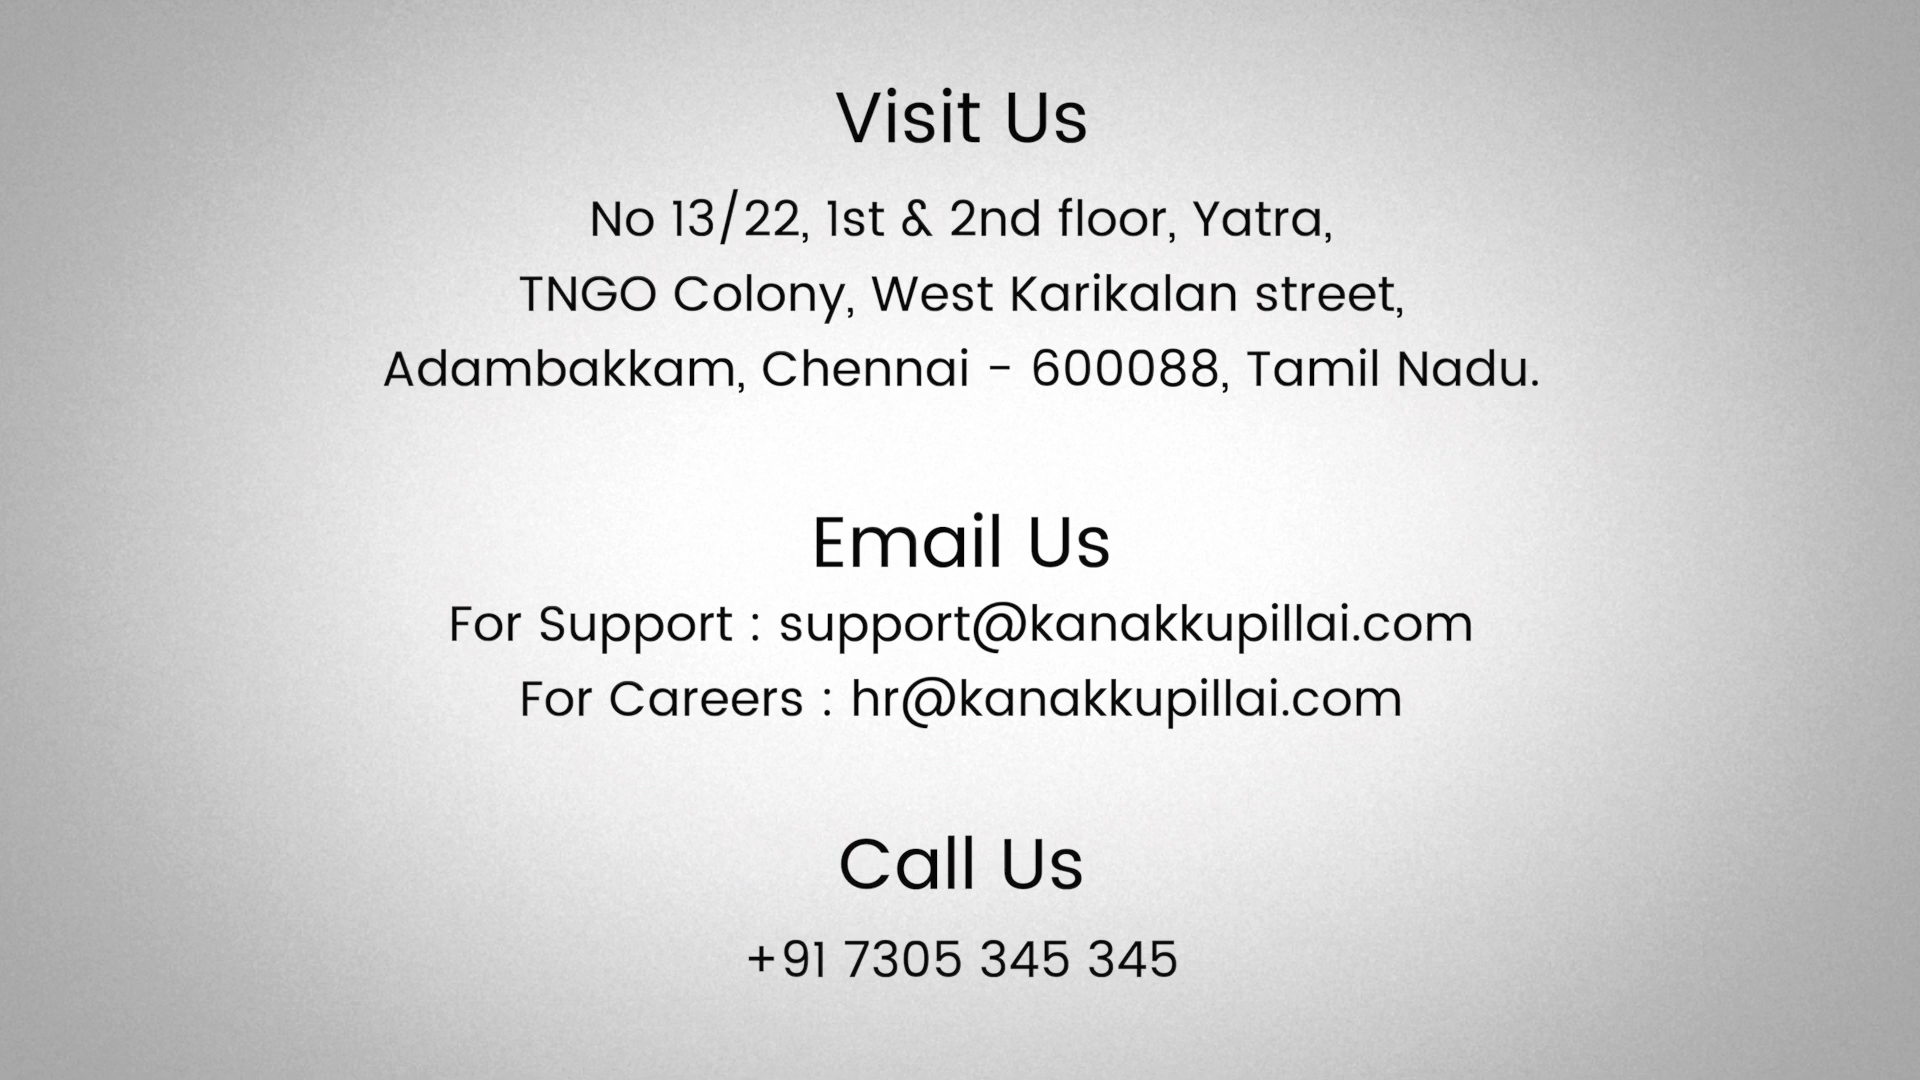 Visit Us
No 13/22, 1st & 2nd floor, Yatra,
TNGO Colony, West Karikalan street,
Adambakkam, Chennai - 600088, Tamil Nadu.
Email Us
For Support : support@kanakkupillai.com
For Careers : hr@kanakkupillai.com
Call Us
+91 7305 345 345